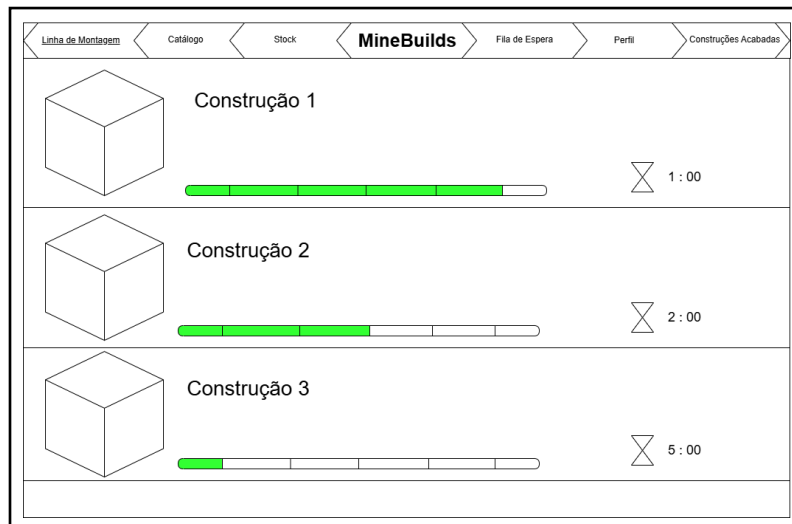 Linha de Montagem Catálogo Stock MineBuilds Fila de Espera Perfil Construções Acabadas
Construção 1
1 : 00
Construção 2
2 : 00
Construção 3
5 : 00